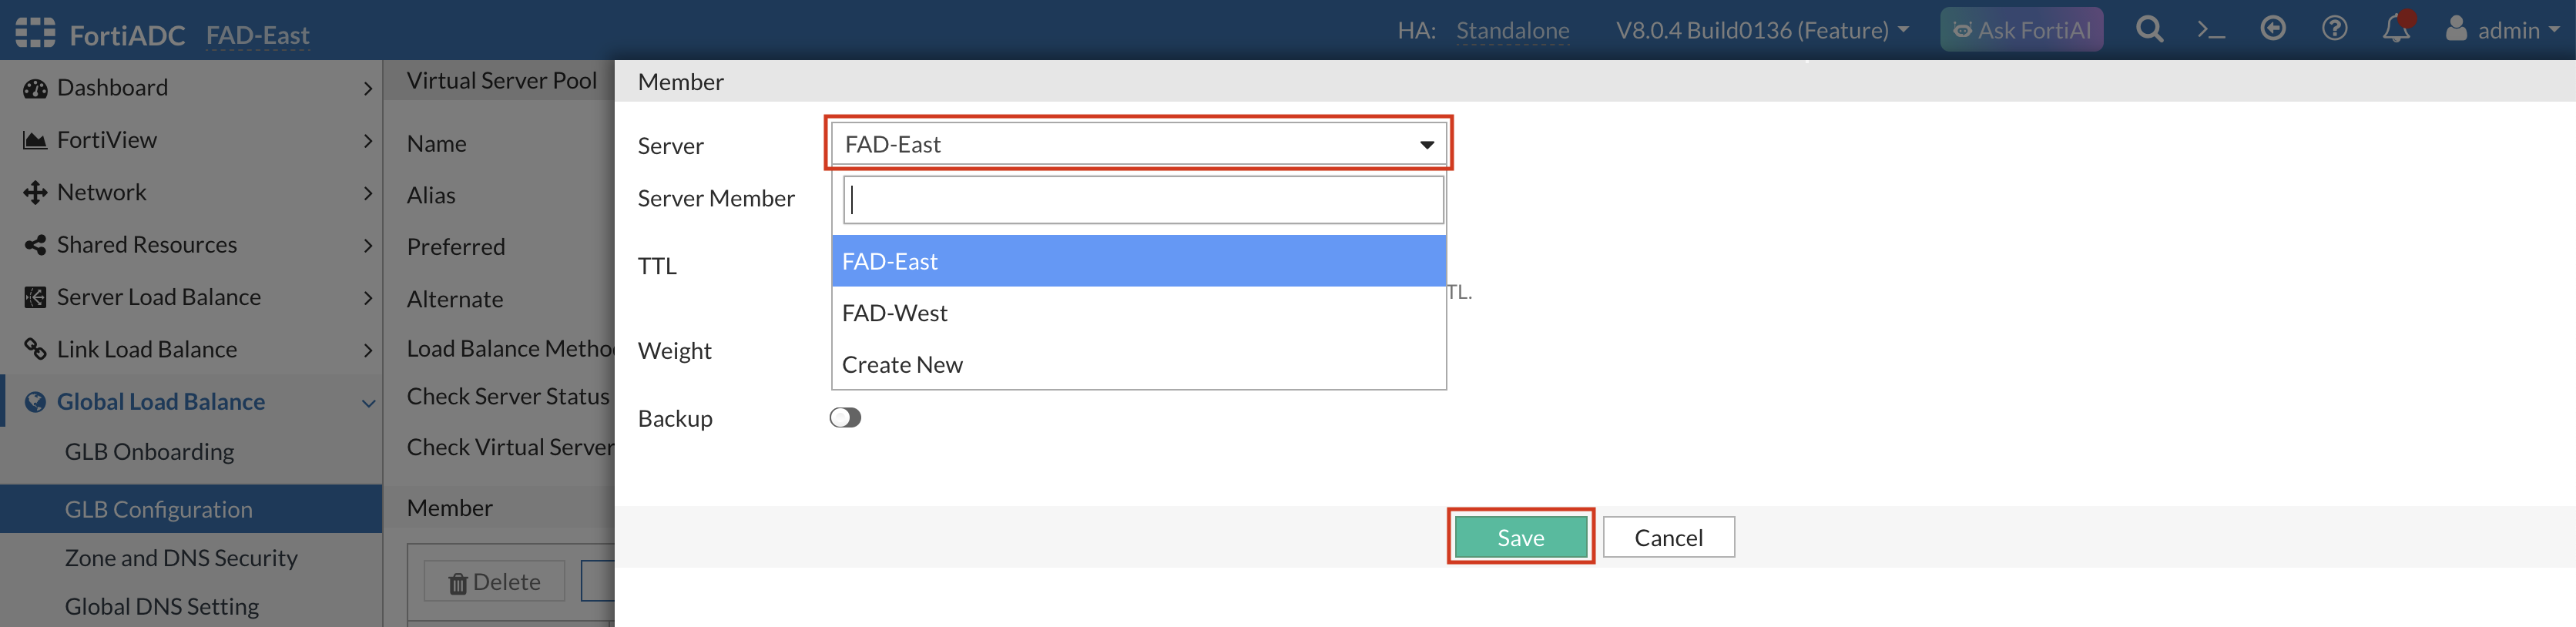 FortiADC FAD-East HA: Standalone V8.0.4 Build0136 (Feature) Ask FortiAI admin
Dashboard
FortiView
Network
Shared Resources
Server Load Balance
Link Load Balance
Global Load Balance
GLB Onboarding
GLB Configuration
Zone and DNS Security
Global DNS Setting
Virtual Server Pool
Name
Alias
Preferred
Alternate
Load Balance
Check Server Status
Check Virtual Server
Member
Delete
Member
Server FAD-East
Server Member
FAD-East
TTL
FAD-West
TL.
Weight
Create New
Backup
Save Cancel